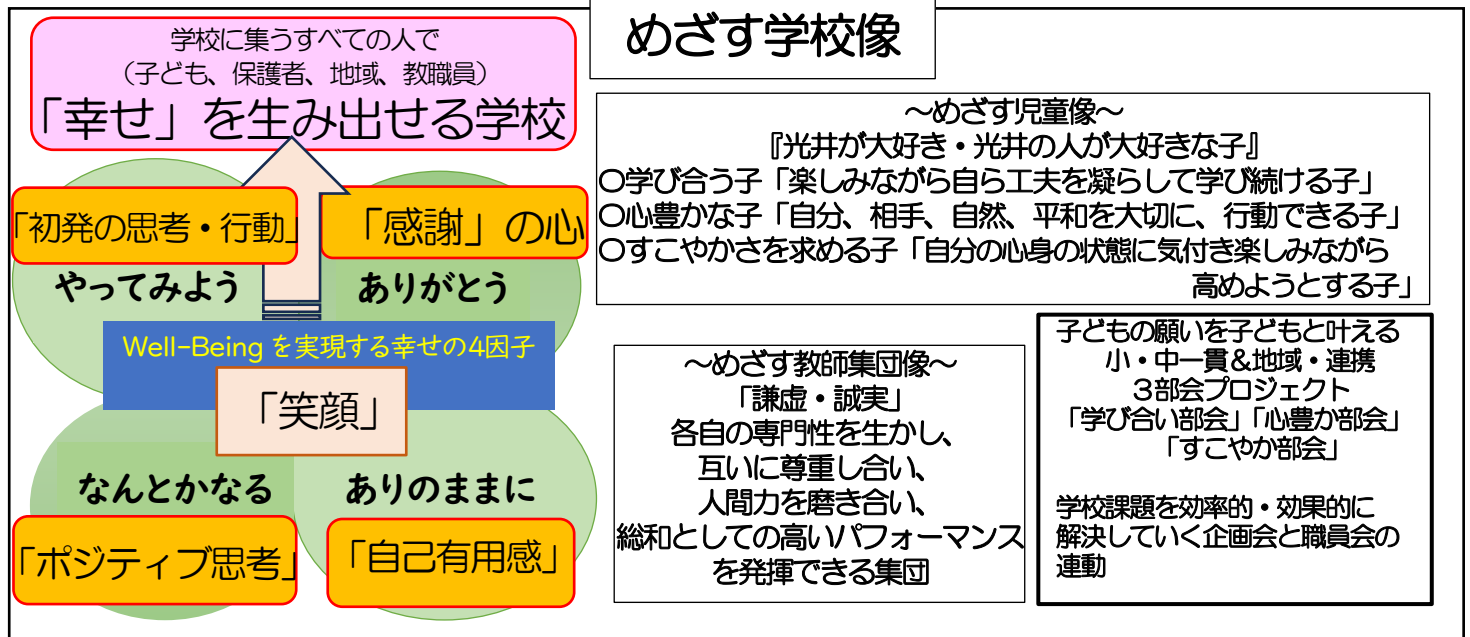 めざす学校像
学校に集うすべての人で
（子ども、保護者、地域、教職員）
「幸せ」を生み出せる学校
「初発の思考・行動」
「感謝」の心
やってみよう
ありがとう
Well-Beingを実現する幸せの4因子
「笑顔」
なんとかなる
ありのままに
「ポジティブ思考」
「自己有用感」
～めざす児童像～
『光井が大好き・光井の人が大好きな子』
〇学び合う子「楽しみながら自ら工夫を凝らして学び続ける子」
〇心豊かな子「自分、相手、自然、平和を大切に、行動できる子」
〇すこやかさを求める子「自分の心身の状態に気付き楽しみながら
高めようとする子」
～めざす教師集団像～
「謙虚・誠実」
各自の専門性を生かし、
互いに尊重し合い、
人間力を磨き合い、
総和としての高いパフォーマンス
を発揮できる集団
子どもの願いを子どもと叶える
小・中一貫&地域・連携
３部会プロジェクト
「学び合い部会」「心豊か部会」
「すこやか部会」
学校課題を効率的・効果的に
解決していく企画会と職員会の
連動